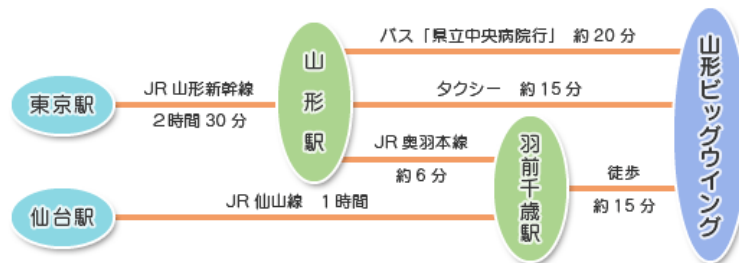 東京駅
JR 山形新幹線
2時間 30 分
山形駅
バス「県立中央病院行」 約 20 分
タクシー 約 15 分
JR 奥羽本線
約 6 分
仙台駅
JR 仙山線 1 時間
羽前千歳駅
徒歩
約 15 分
山形ビッグウイング